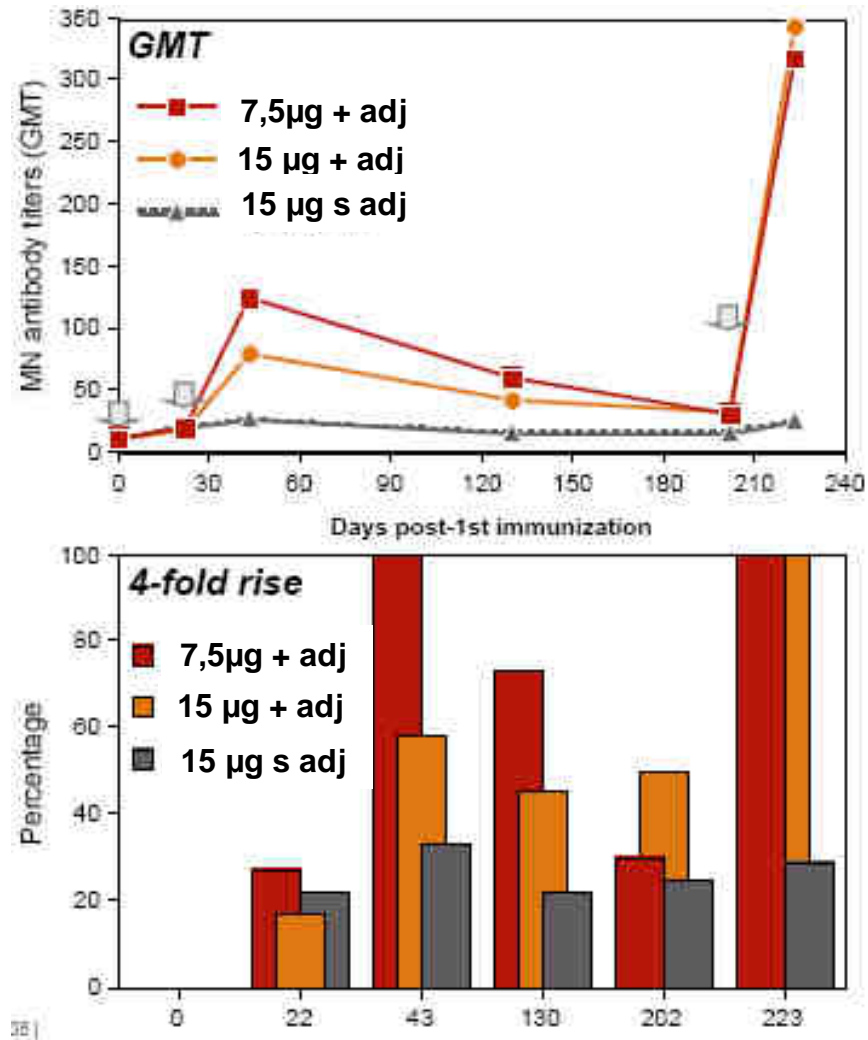 350
GMT
300
7,5µg + adj
250
15 µg + adj
200
15 µg s adj
150
100
50
0
MN antibody titers (GMT)
0 30 60 90 120 150 180 210 240
Days post-1st immunization
100
4-fold rise
80
7,5µg + adj
15 µg + adj
60
15 µg s adj
40
20
0
Percentage
0 22 43 130 202 223